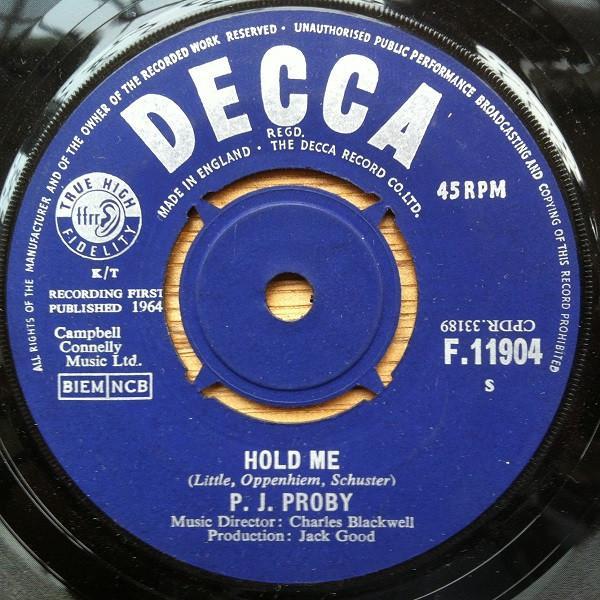 ALL RIGHTS OF THE MANUFACTURER AND OF THE OWNER OF THE RECORDED WORK RESERVED · UNAUTHORISED PUBLIC PERFORMANCE BROADCASTING AND COPYING OF THIS RECORD PROHIBITED
DECCA
REGD.
MADE IN ENGLAND · THE DECCA RECORD CO. LTD.
TRUE HIGH
ffrr
FIDELITY
45 RPM
K/T
RECORDING FIRST
PUBLISHED 1964
Campbell
Connelly
Music Ltd.
BIEM NCB
CPDR.33189
F.11904
S
HOLD ME
(Little, Oppenhiem, Schuster)
P. J. PROBY
Music Director: Charles Blackwell
Production: Jack Good